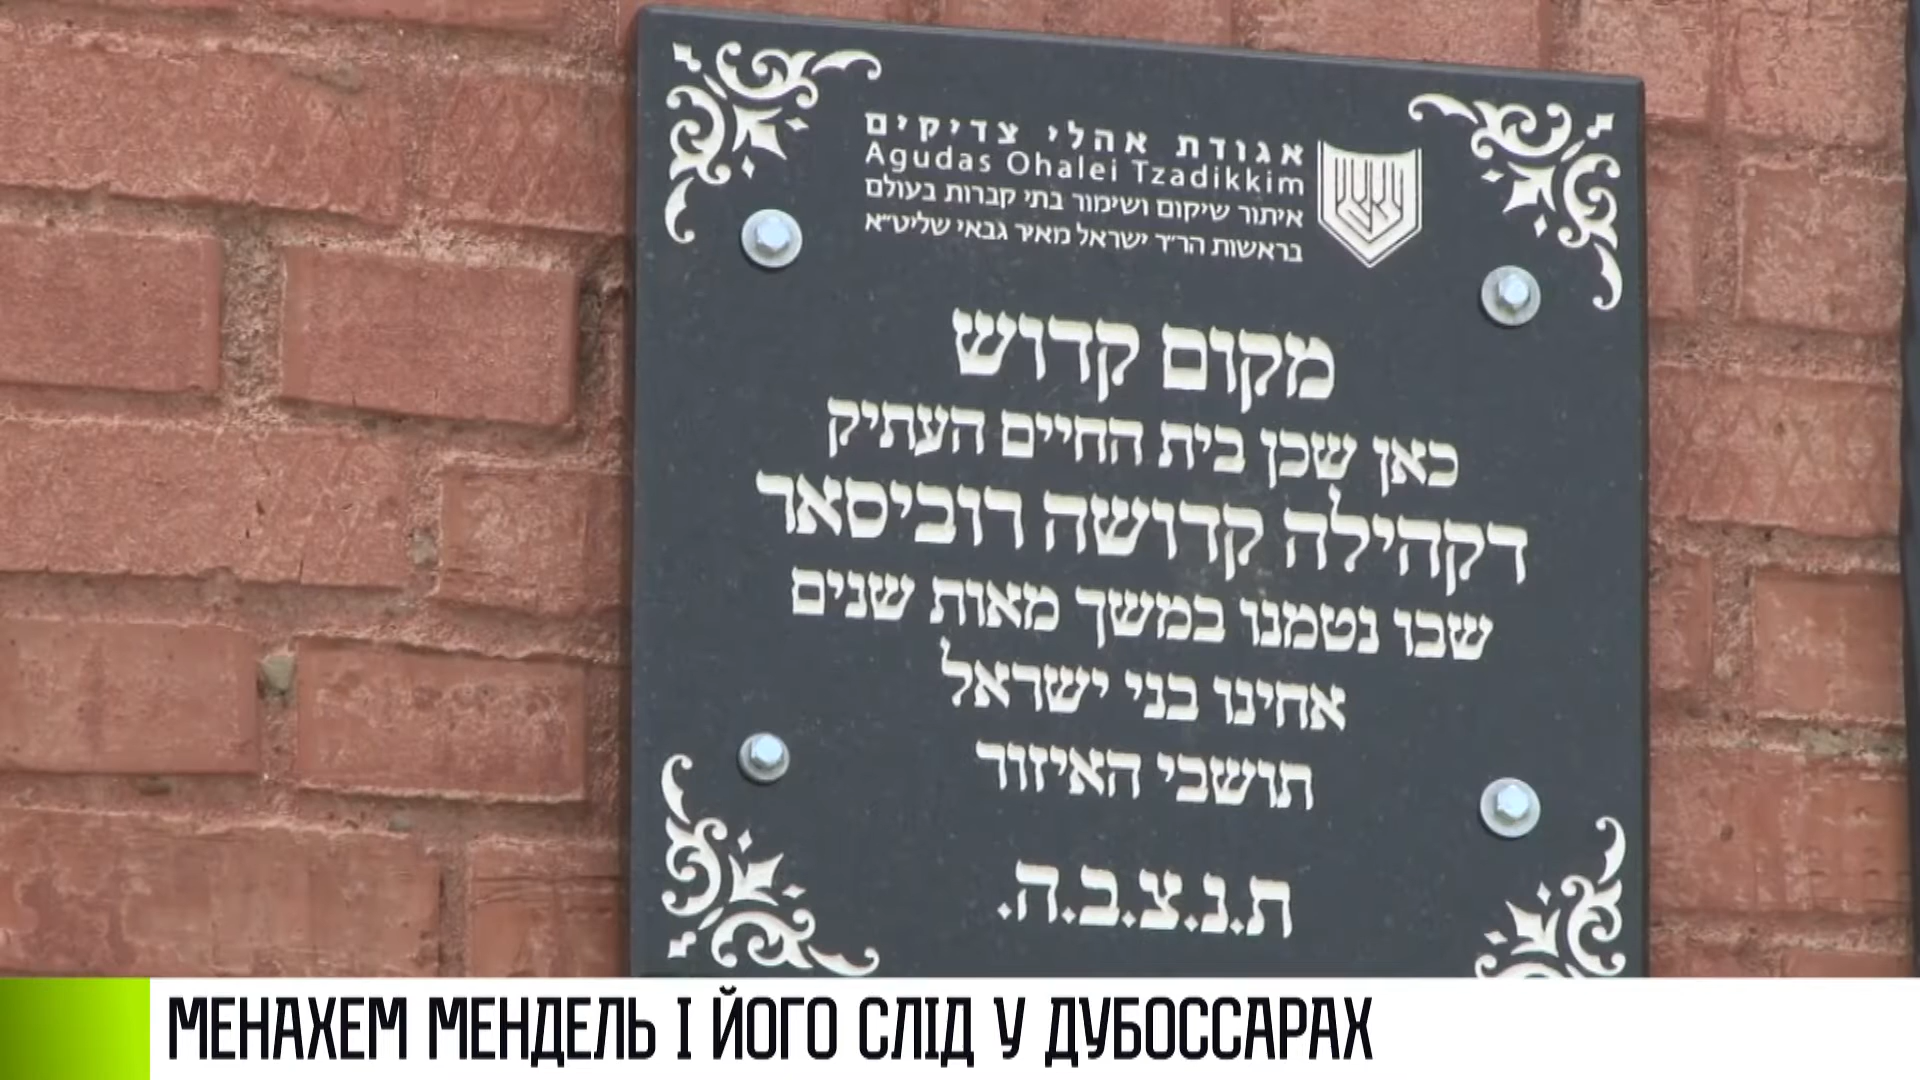 אגודת אהלי צדיקים
Agudas Ohalei Tzadikkim
איתור שיקום ושימור בתי קברות בעולם
בראשות הר״ר ישראל מאיר גבאי שליט״א
מקום קדוש
כאן שכן בית החיים העתיק
דקהילה קדושה דוביסאר
שבו נטמנו במשך מאות שנים
אחינו בני ישראל
תושבי האיזור
ת.נ.צ.ב.ה.
МЕНАХЕМ МЕНДЕЛЬ І ЙОГО СЛІД У ДУБОССАРАХ